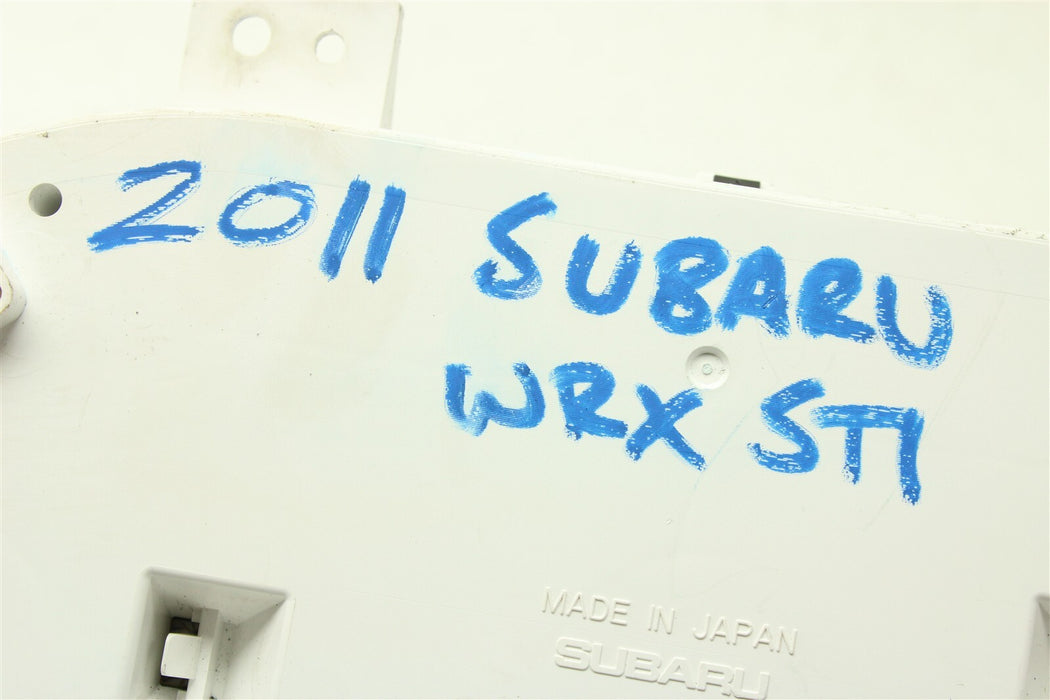 2011 SUBARU
WRX STI
MADE IN JAPAN
SUBARU